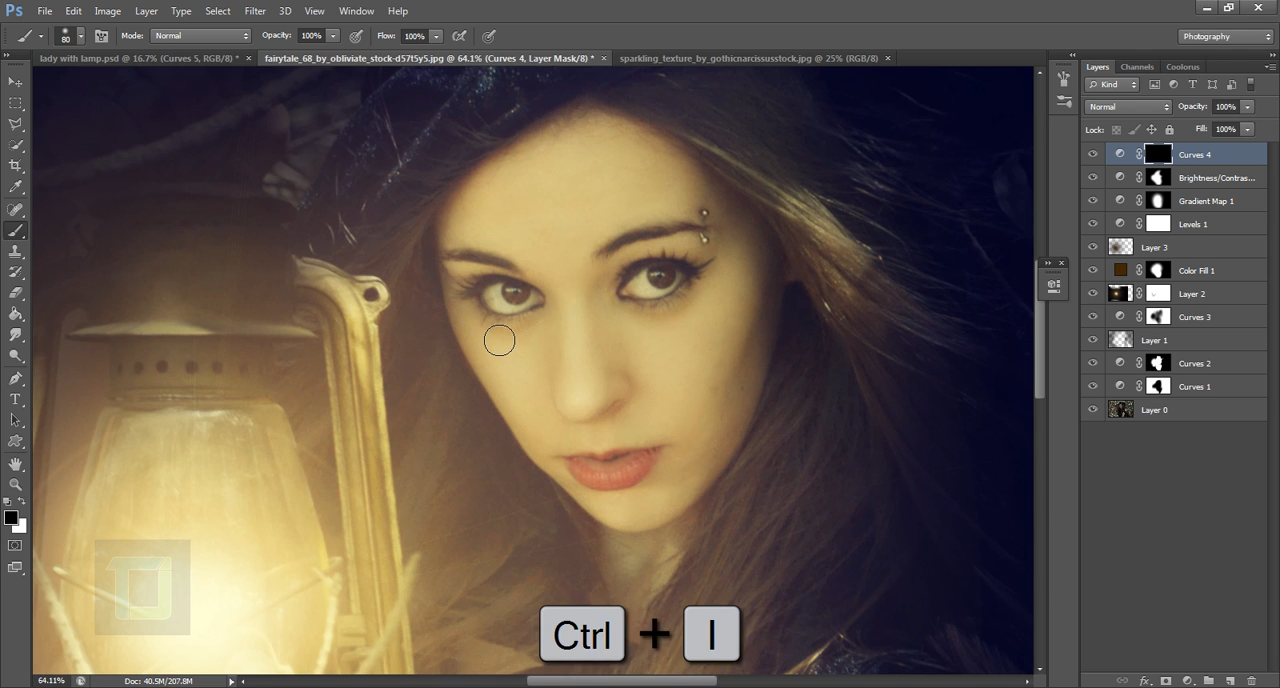 Ps File Edit Image Layer Type Select Filter 3D View Window Help
80 Mode: Normal Opacity: 100% Flow: 100% Photography
lady with lamp.psd @ 16.7% (Curves 5, RGB/8) * × fairytale_68_by_obliviate_stock-d57t5y5.jpg @ 64.1% (Curves 4, Layer Mask/8) * × sparkling_texture_by_gothicnarcissusstock.jpg @ 25% (RGB/8) ×
Layers Channels Coolorus
Kind
Normal Opacity: 100%
Lock: Fill: 100%
Curves 4
Brightness/Contras...
Gradient Map 1
Levels 1
Layer 3
Color Fill 1
Layer 2
Curves 3
Layer 1
Curves 2
Curves 1
Layer 0
Ctrl + I
64.11% Doc: 40.5M/207.8M